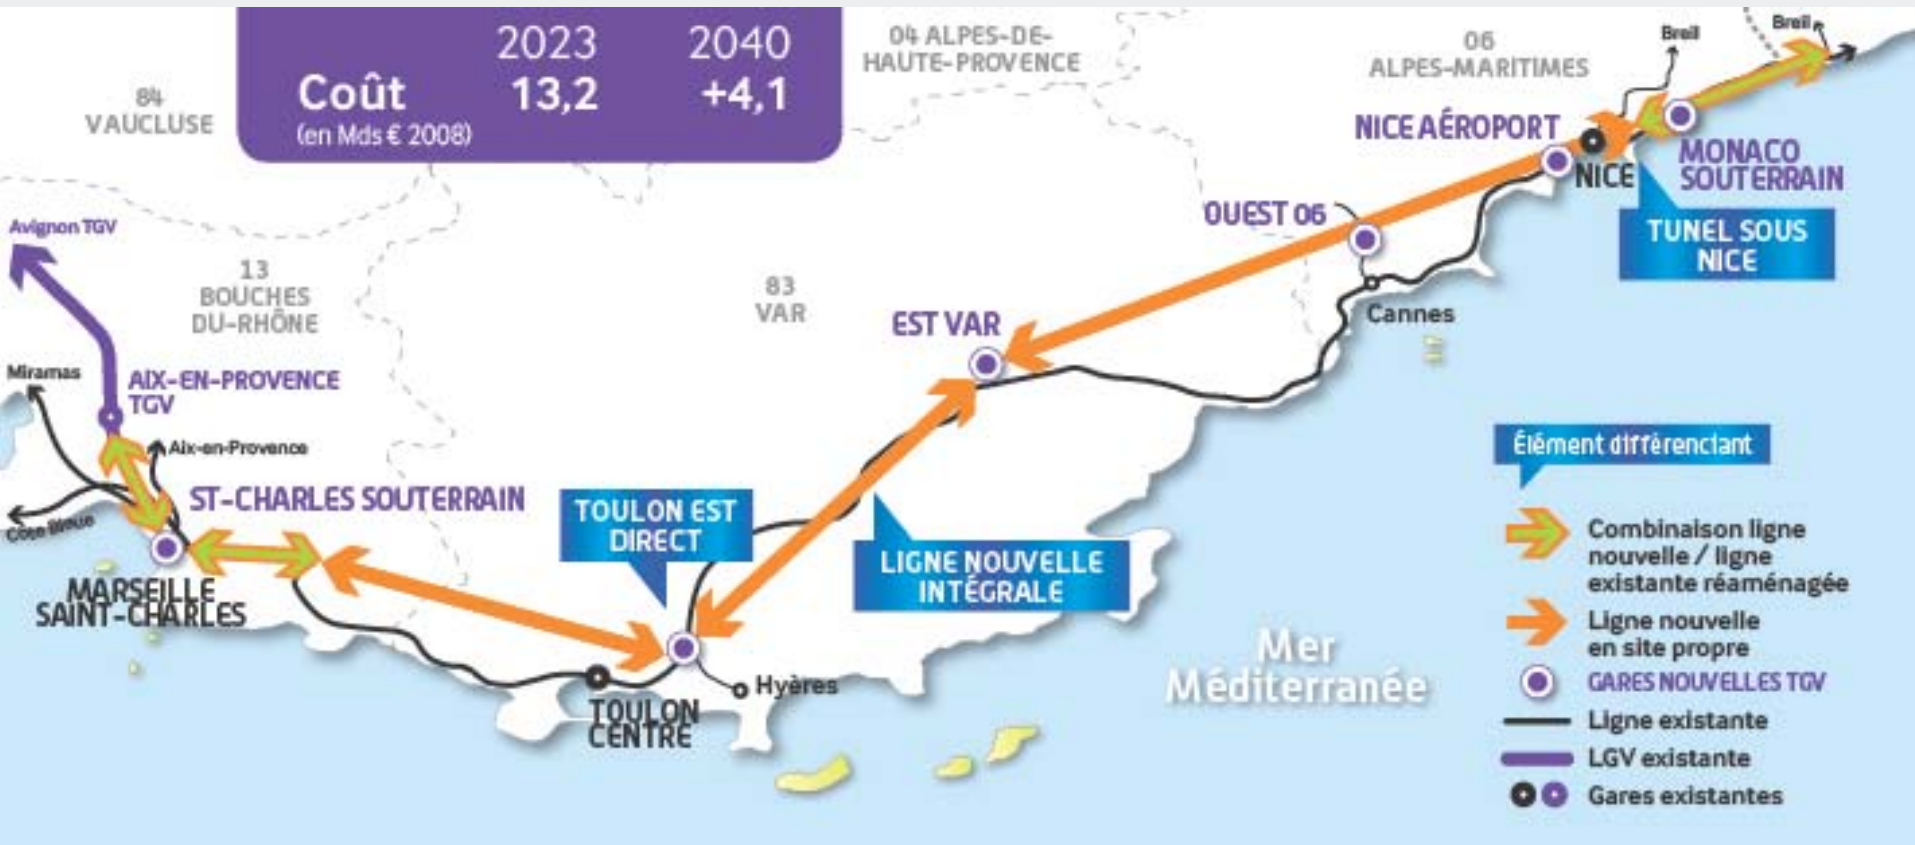 2023 2040
Coût 13,2 +4,1
(en Mds € 2008)
84
VAUCLUSE
04 ALPES-DE-
HAUTE-PROVENCE
06
ALPES-MARITIMES
Breil
Breil
NICE AÉROPORT
NICE
MONACO
SOUTERRAIN
TUNEL SOUS
NICE
OUEST 06
Cannes
Avignon TGV
13
BOUCHES
DU-RHÔNE
83
VAR
EST VAR
Miramas
AIX-EN-PROVENCE
TGV
Aix-en-Provence
Côte Bleue
ST-CHARLES SOUTERRAIN
MARSEILLE
SAINT-CHARLES
TOULON EST
DIRECT
LIGNE NOUVELLE
INTÉGRALE
Hyères
TOULON
CENTRE
Mer
Méditerranée
Élément diffèrenciant
Combinaison ligne
nouvelle / ligne
existante réaménagée
Ligne nouvelle
en site propre
GARES NOUVELLES TGV
Ligne existante
LGV existante
Gares existantes